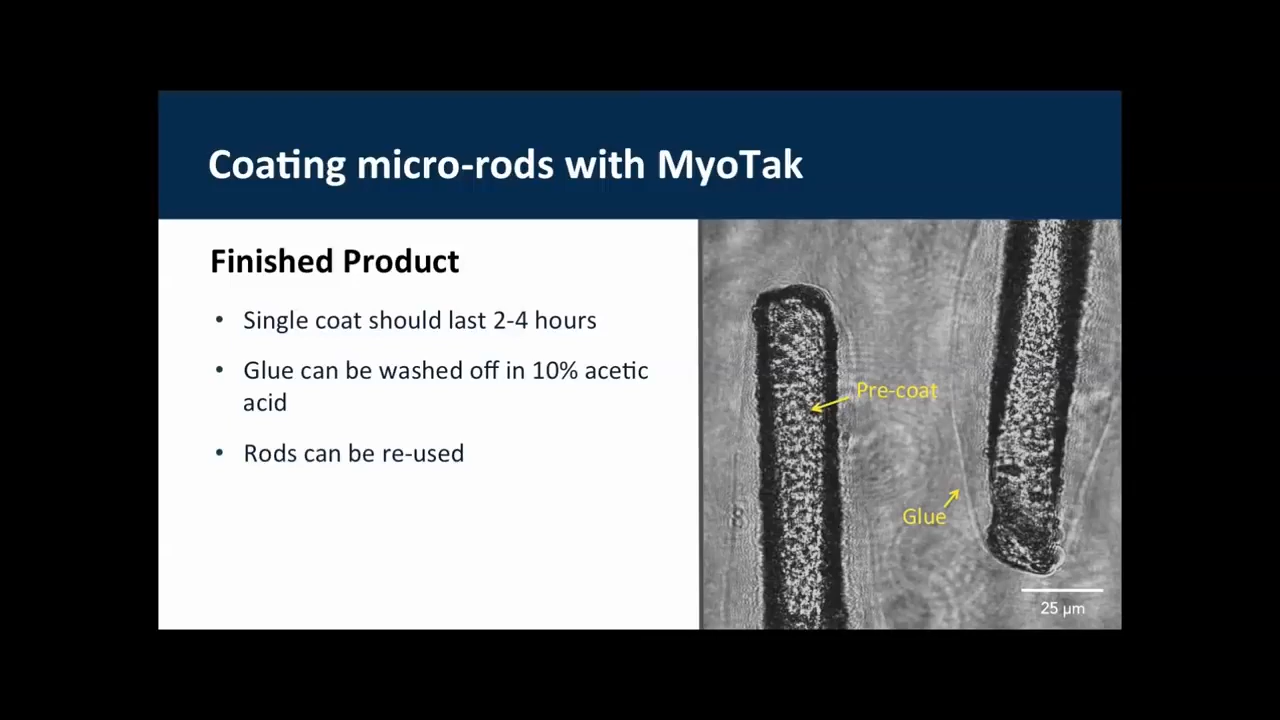 Coating micro-rods with MyoTak
Finished Product
• Single coat should last 2-4 hours
• Glue can be washed off in 10% acetic
acid
• Rods can be re-used
Pre-coat
Glue
25 µm